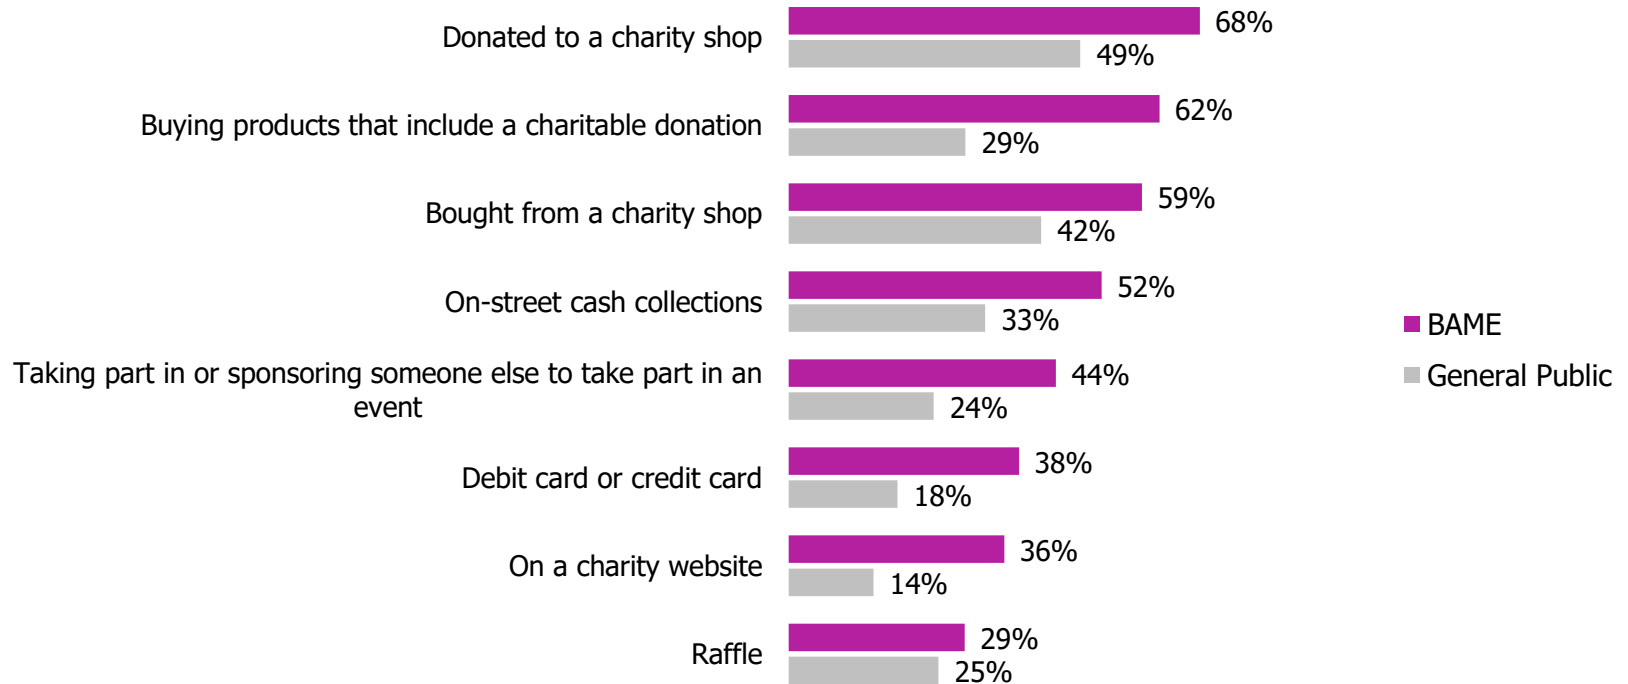 Donated to a charity shop
68%
49%
Buying products that include a charitable donation
62%
29%
Bought from a charity shop
59%
42%
On-street cash collections
52%
33%
Taking part in or sponsoring someone else to take part in an
event
44%
24%
Debit card or credit card
38%
18%
On a charity website
36%
14%
Raffle
29%
25%
BAME
General Public